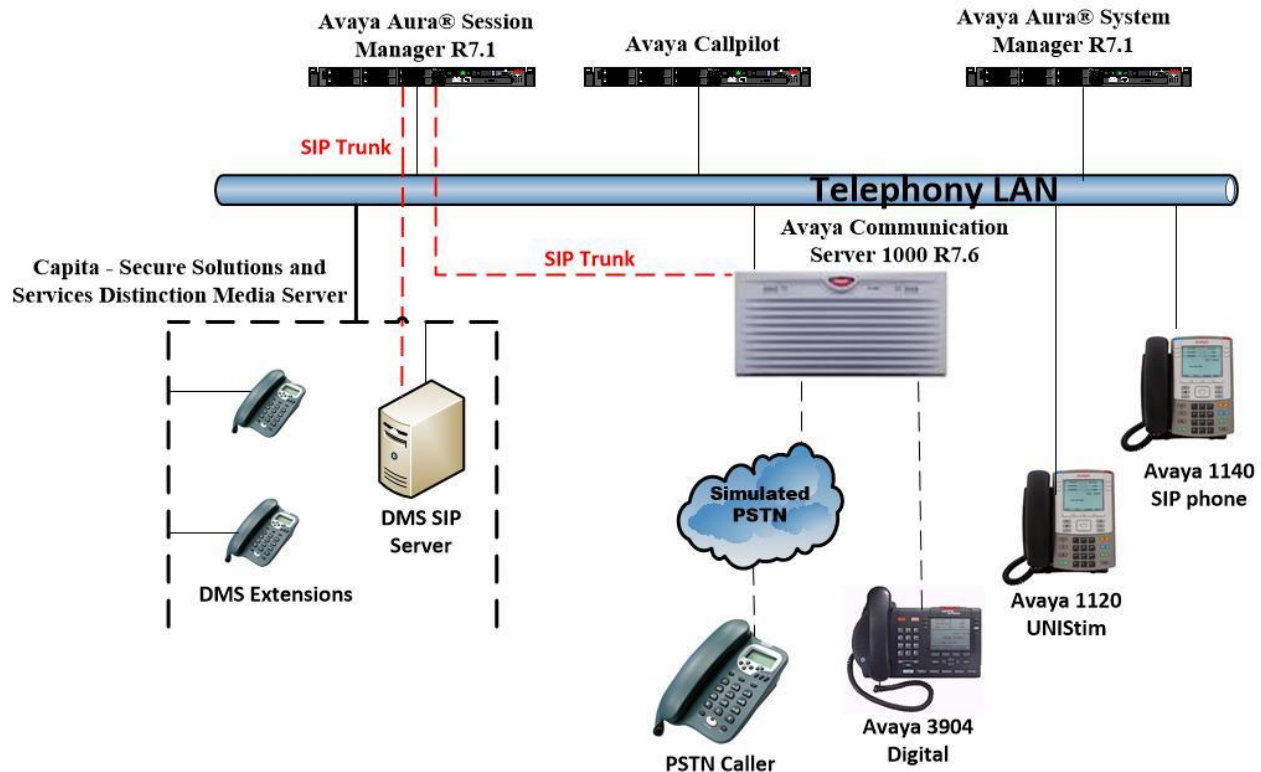 Avaya Aura® Session
Manager R7.1
Avaya Callpilot
Avaya Aura® System
Manager R7.1
SIP Trunk
Telephony LAN
Avaya Communication
Server 1000 R7.6
SIP Trunk
Capita - Secure Solutions and
Services Distinction Media Server
DMS SIP
Server
DMS Extensions
Simulated
PSTN
PSTN Caller
Avaya 3904
Digital
Avaya 1120
UNIStim
Avaya 1140
SIP phone